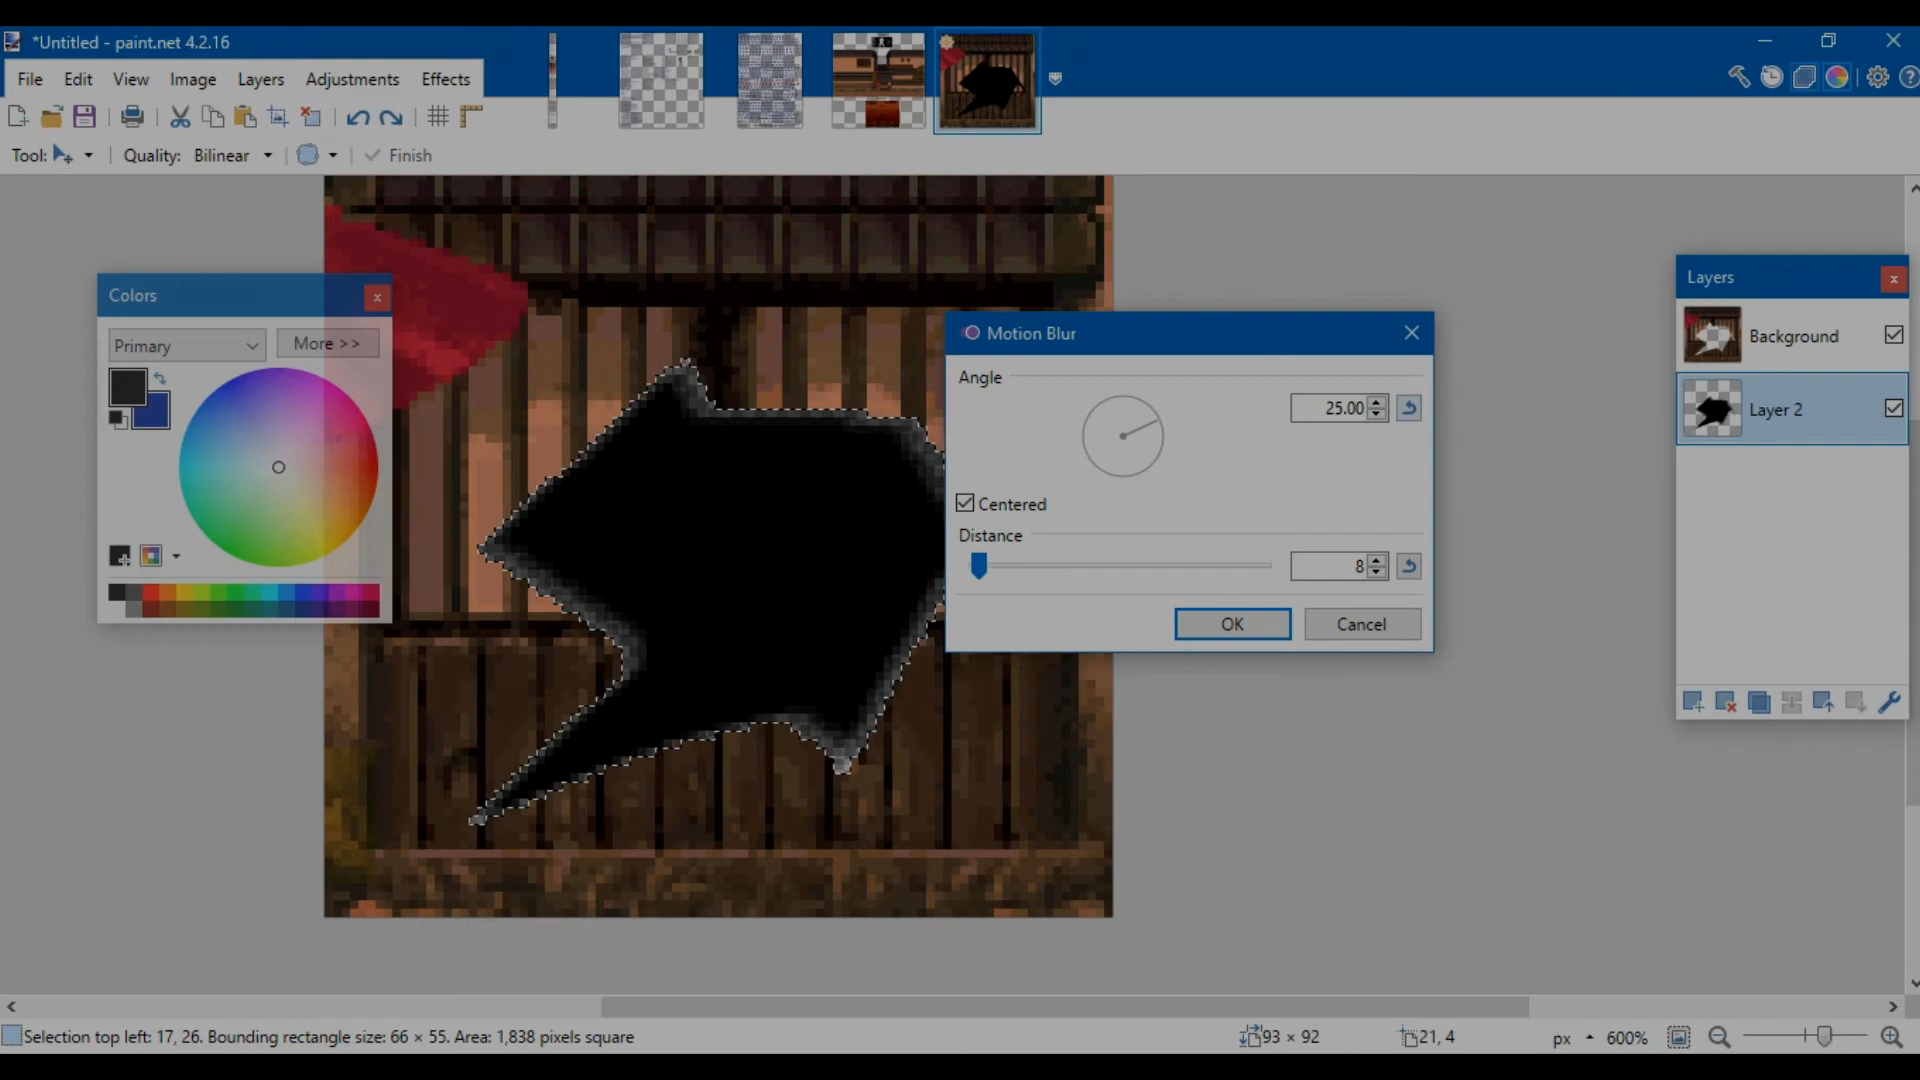 *Untitled - paint.net 4.2.16
File Edit View Image Layers Adjustments Effects
Tool: Quality: Bilinear Finish
Colors
Primary More >>
Motion Blur
Angle
25.00
Centered
Distance
8
OK Cancel
Layers
Background
Layer 2
Selection top left: 17, 26. Bounding rectangle size: 66 × 55. Area: 1,838 pixels square 93 × 92 21, 4 px 600%